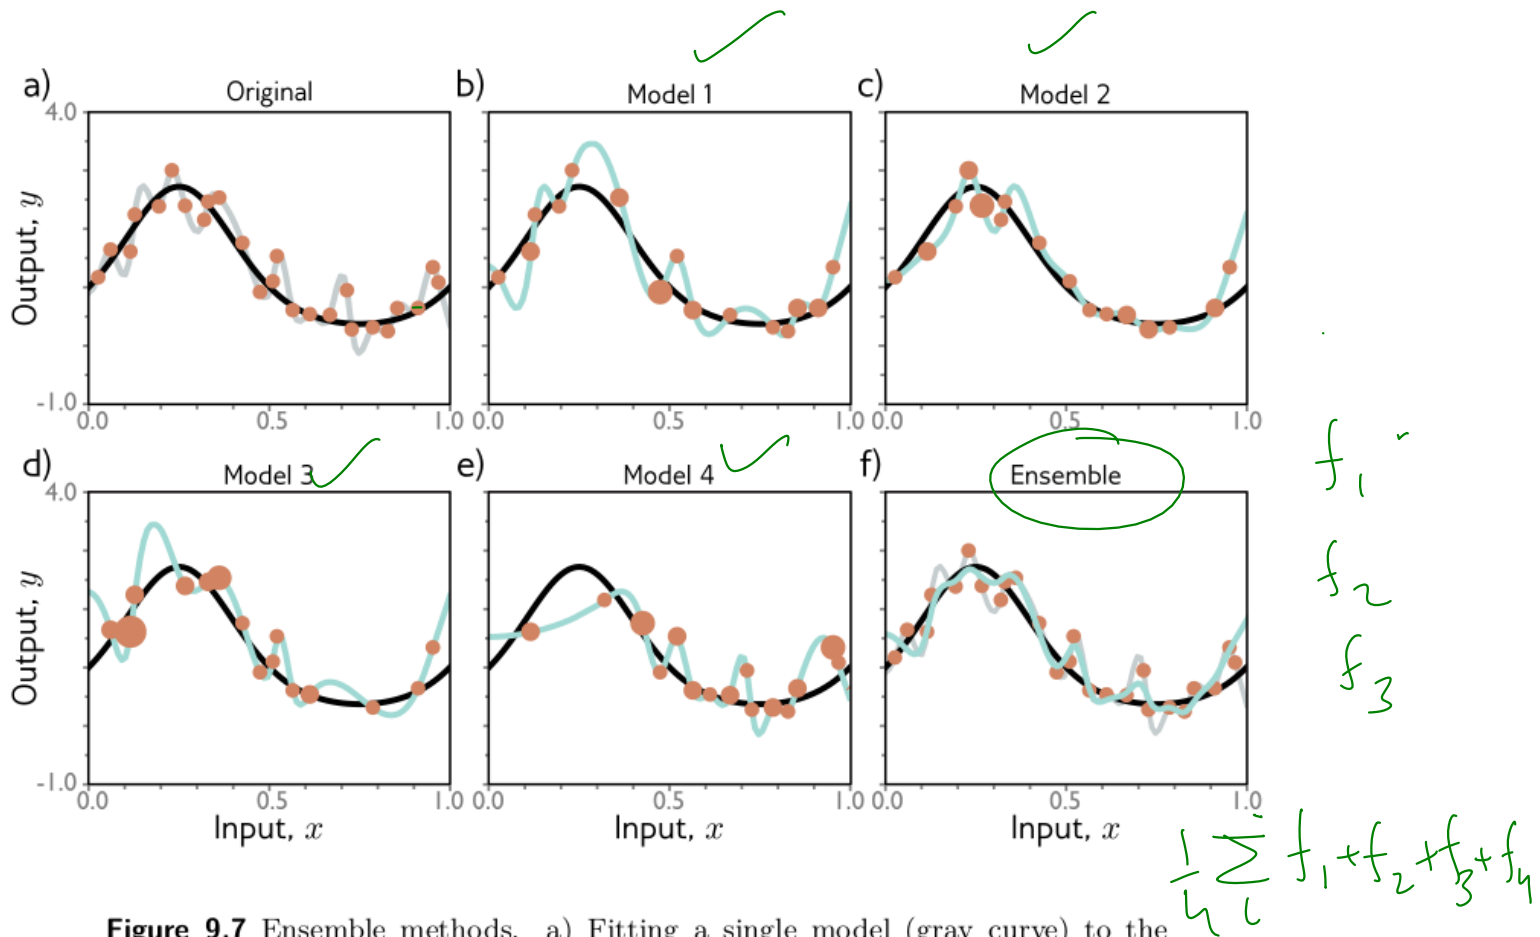 a) Original
b) Model 1
c) Model 2
4.0
Output, y
-1.0
0.0 0.5 1.0
0.0 0.5 1.0
0.0 0.5 1.0
d) Model 3
e) Model 4
f) Ensemble
4.0
Output, y
-1.0
0.0 0.5 1.0
0.0 0.5 1.0
0.0 0.5 1.0
Input, x
Input, x
Input, x
f1
f2
f3
1/4 Σ i f1 + f2 + f3 + f4
Figure 9.7 Ensemble methods. a) Fitting a single model (gray curve) to the